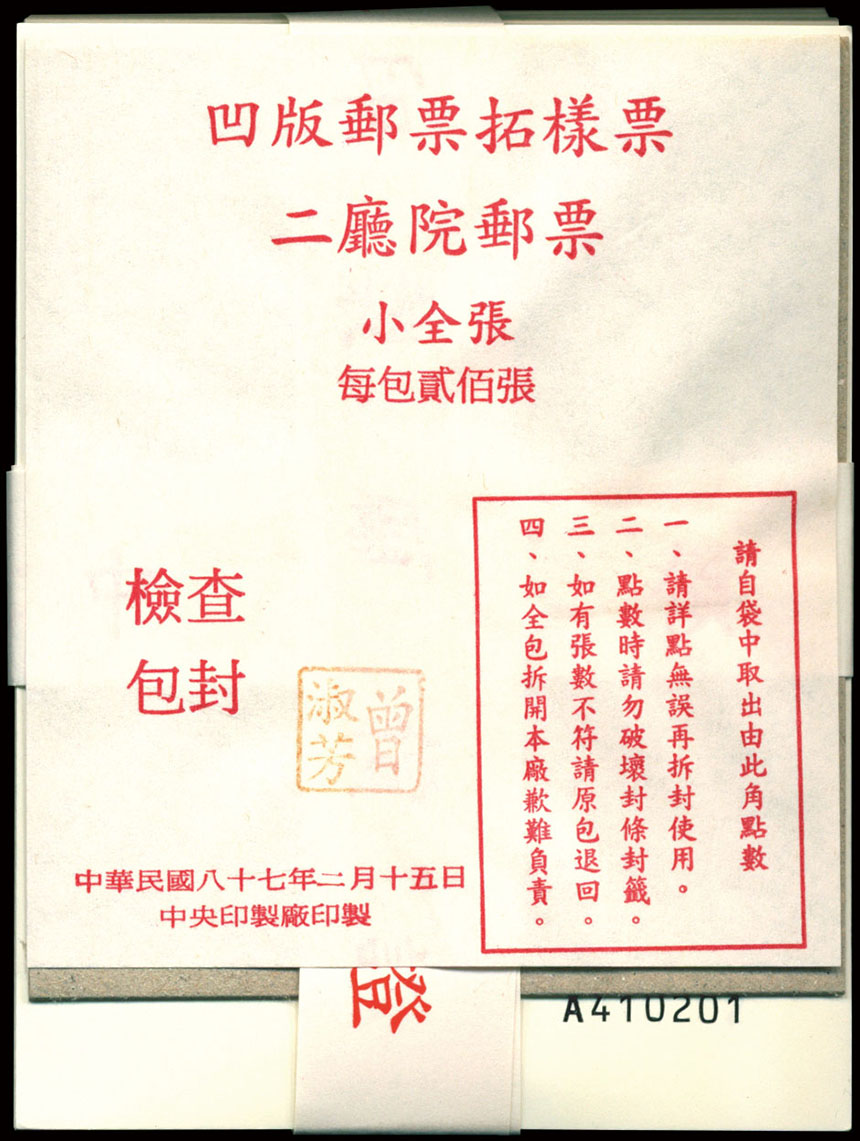 凹版郵票拓樣票
二廳院郵票
小全張
每包貳佰張
請自袋中取出由此角點數
一、請詳點無誤再拆封使用。
二、點數時請勿破壞封條封籤。
三、如有張數不符請原包退回。
四、如全包拆開本廠歉難負責。
檢查
包封
曾
淑芳
中華民國八十七年二月十五日
中央印製廠印製
A410201